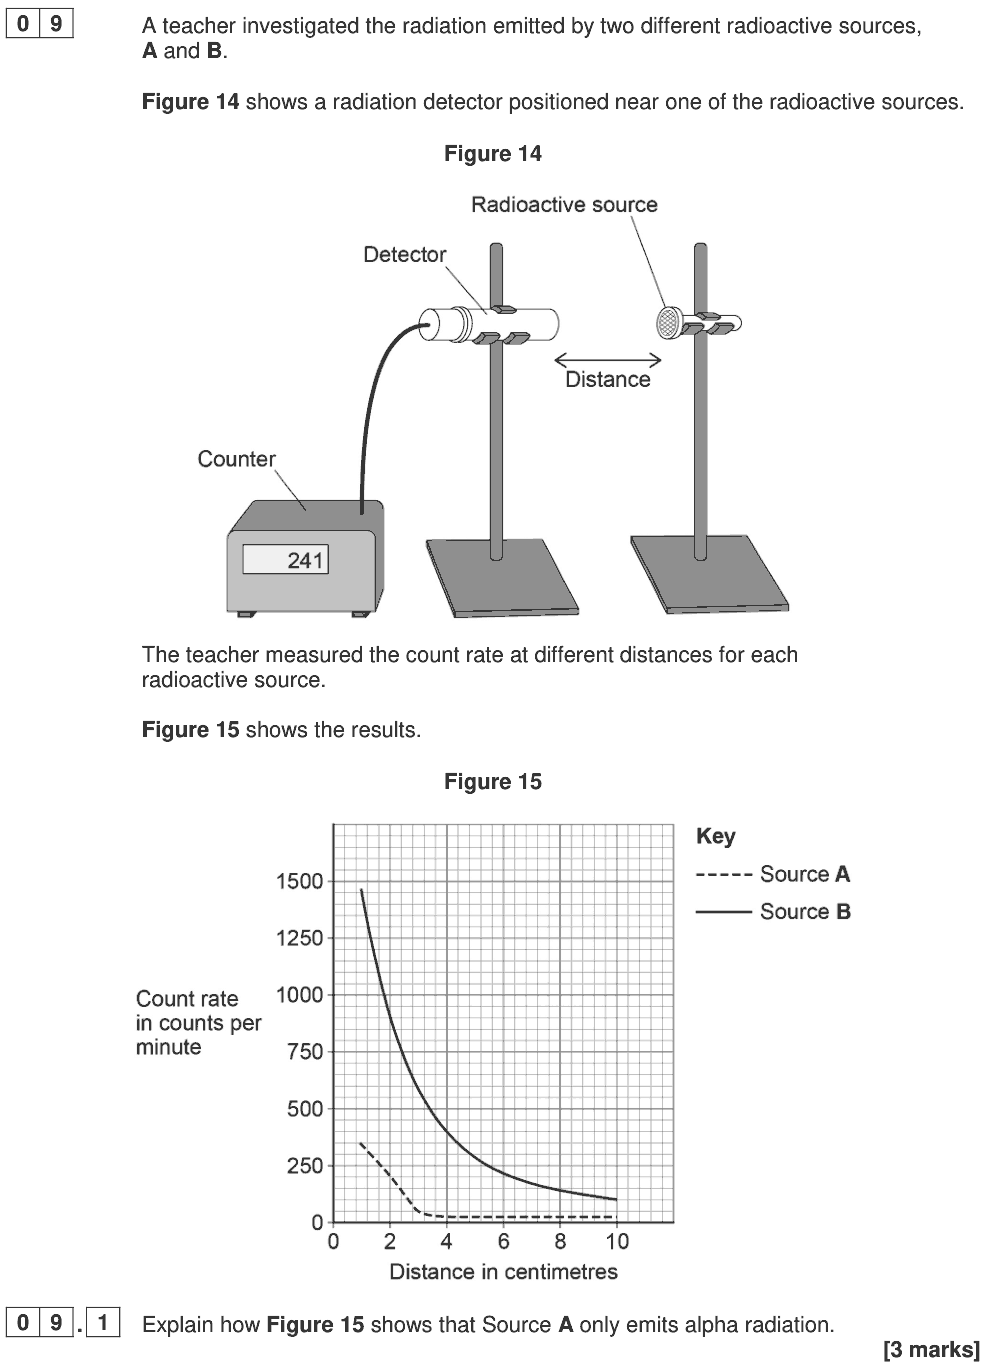 0 9
A teacher investigated the radiation emitted by two different radioactive sources,
A and B.
Figure 14 shows a radiation detector positioned near one of the radioactive sources.
Figure 14
Radioactive source
Detector
Distance
Counter
241
The teacher measured the count rate at different distances for each
radioactive source.
Figure 15 shows the results.
Figure 15
Key
Source A
Source B
1500
1250
1000
750
500
250
0
Count rate
in counts per
minute
0 2 4 6 8 10
Distance in centimetres
0 9 . 1 Explain how Figure 15 shows that Source A only emits alpha radiation.
[3 marks]